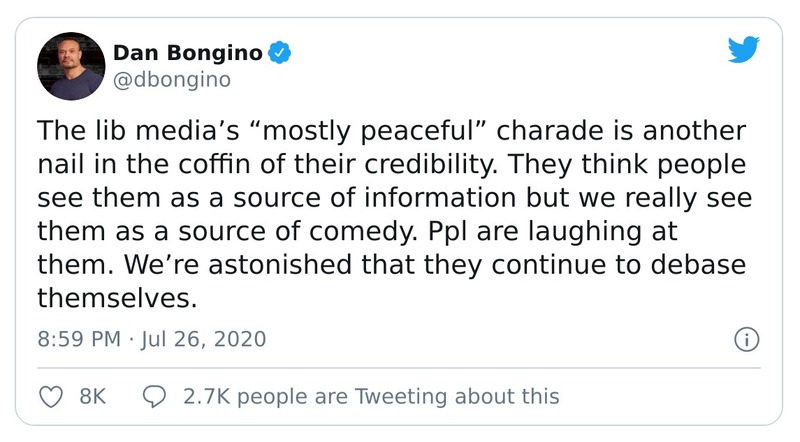 Dan Bongino
@dbongino
The lib media’s “mostly peaceful” charade is another
nail in the coffin of their credibility. They think people
see them as a source of information but we really see
them as a source of comedy. Ppl are laughing at
them. We’re astonished that they continue to debase
themselves.
8:59 PM · Jul 26, 2020
8K 2.7K people are Tweeting about this